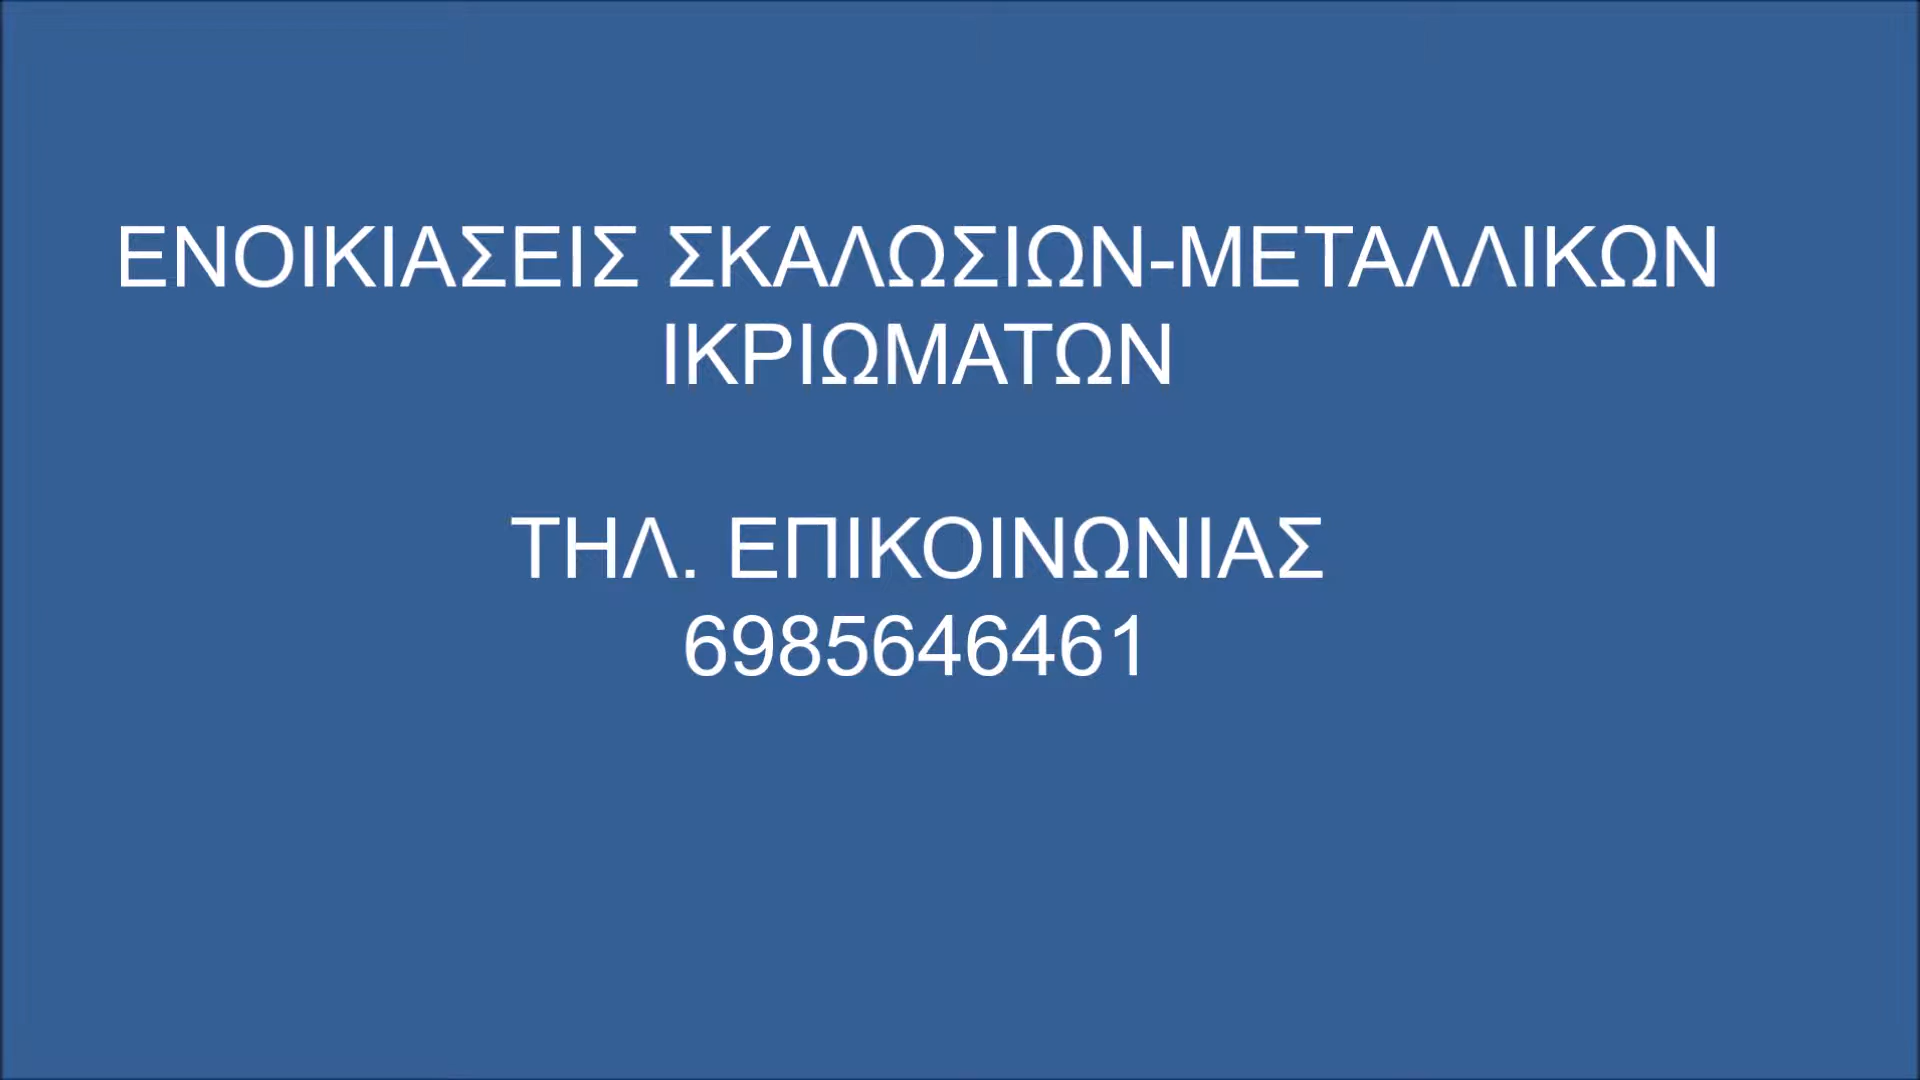 ΕΝΟΙΚΙΑΣΕΙΣ ΣΚΑΛΩΣΙΩΝ-ΜΕΤΑΛΛΙΚΩΝ
ΙΚΡΙΩΜΑΤΩΝ
ΤΗΛ. ΕΠΙΚΟΙΝΩΝΙΑΣ
6985646461